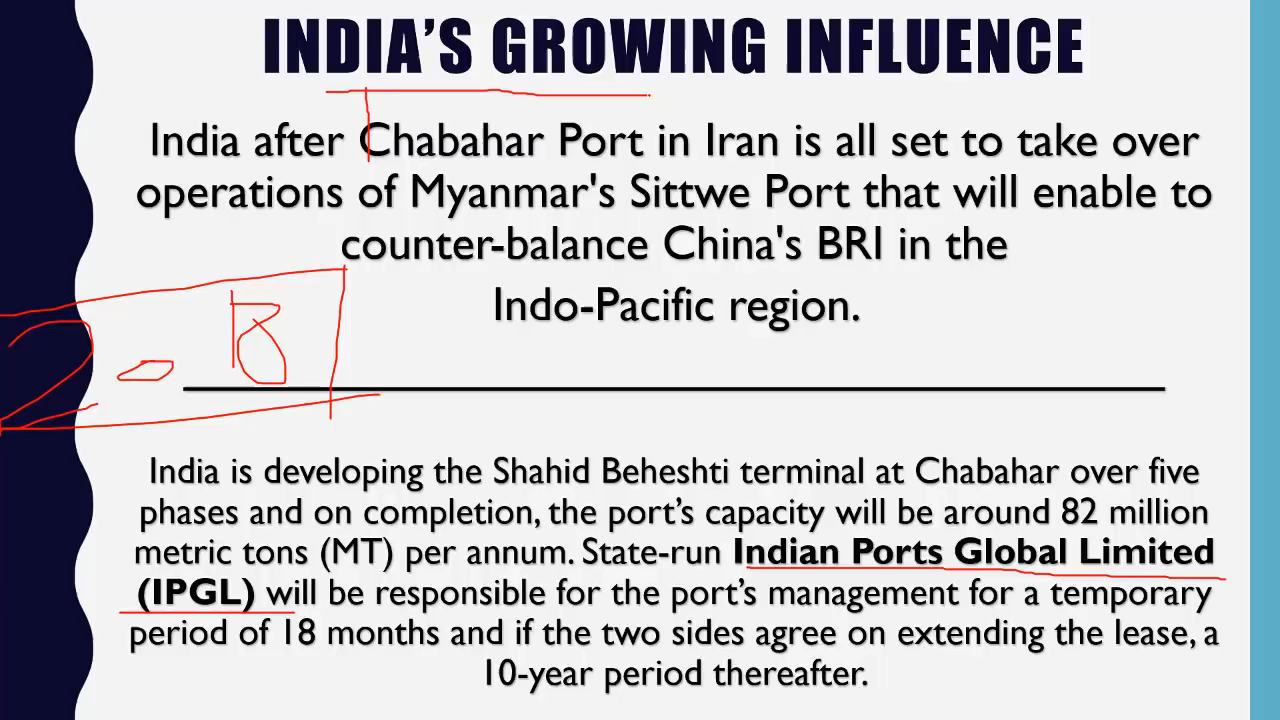 INDIA'S GROWING INFLUENCE
India after Chabahar Port in Iran is all set to take over
operations of Myanmar's Sittwe Port that will enable to
counter-balance China's BRI in the
Indo-Pacific region.
2 - B
India is developing the Shahid Beheshti terminal at Chabahar over five
phases and on completion, the port's capacity will be around 82 million
metric tons (MT) per annum. State-run Indian Ports Global Limited
(IPGL) will be responsible for the port's management for a temporary
period of 18 months and if the two sides agree on extending the lease, a
10-year period thereafter.